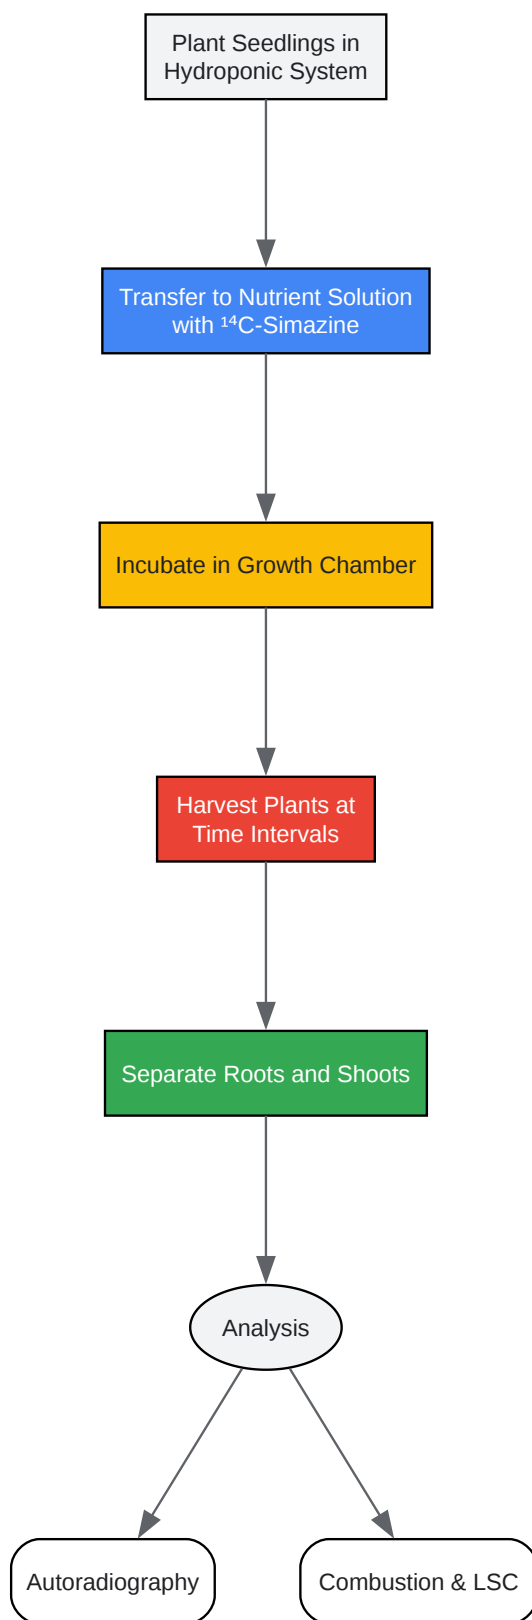 Plant Seedlings in
Hydroponic System
Transfer to Nutrient Solution
with ¹⁴C-Simazine
Incubate in Growth Chamber
Harvest Plants at
Time Intervals
Separate Roots and Shoots
Analysis
Autoradiography
Combustion & LSC